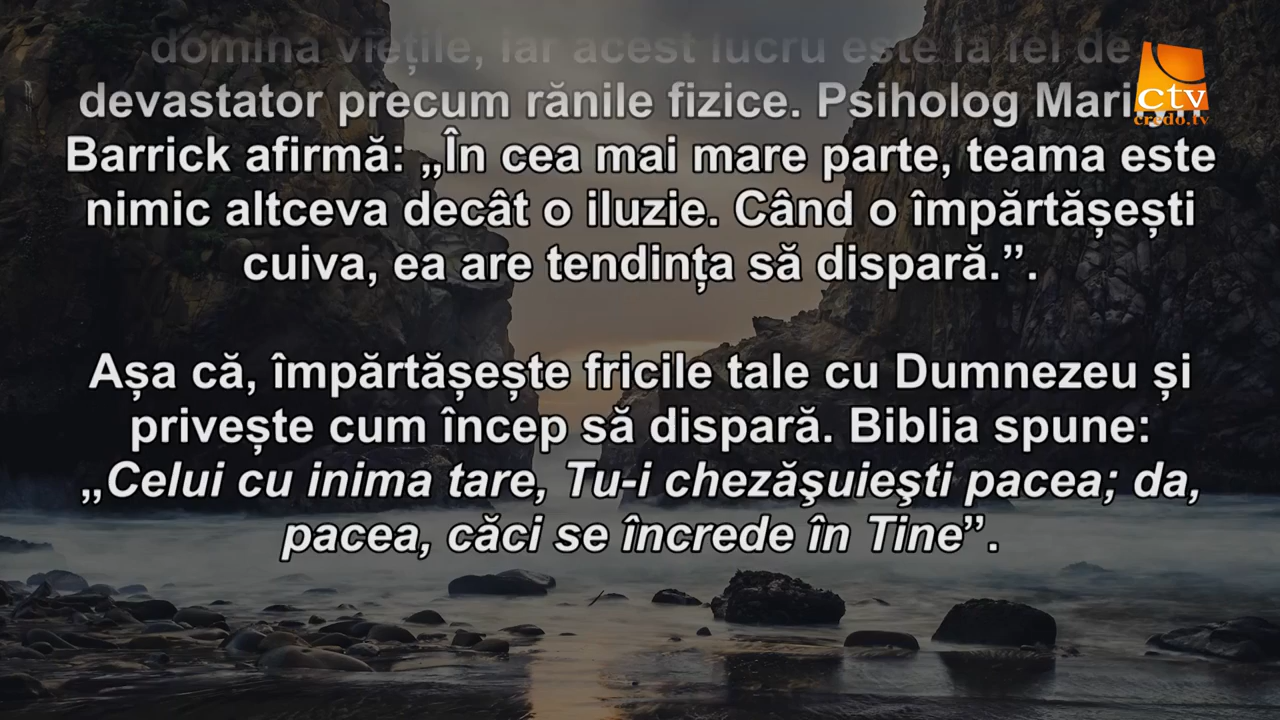 domina viețile, iar acest lucru este la fel de
devastator precum rănile fizice. Psiholog
Barrick afirmă: „În cea mai mare parte, teama este
nimic altceva decât o iluzie. Când o împărtășești
cuiva, ea are tendința să dispară.”.
Așa că, împărtășește fricile tale cu Dumnezeu și
privește cum încep să dispară. Biblia spune:
„Celui cu inima tare, Tu-i chezăşuieşti pacea; da,
pacea, căci se încrede în Tine”.
ctv
credo.tv